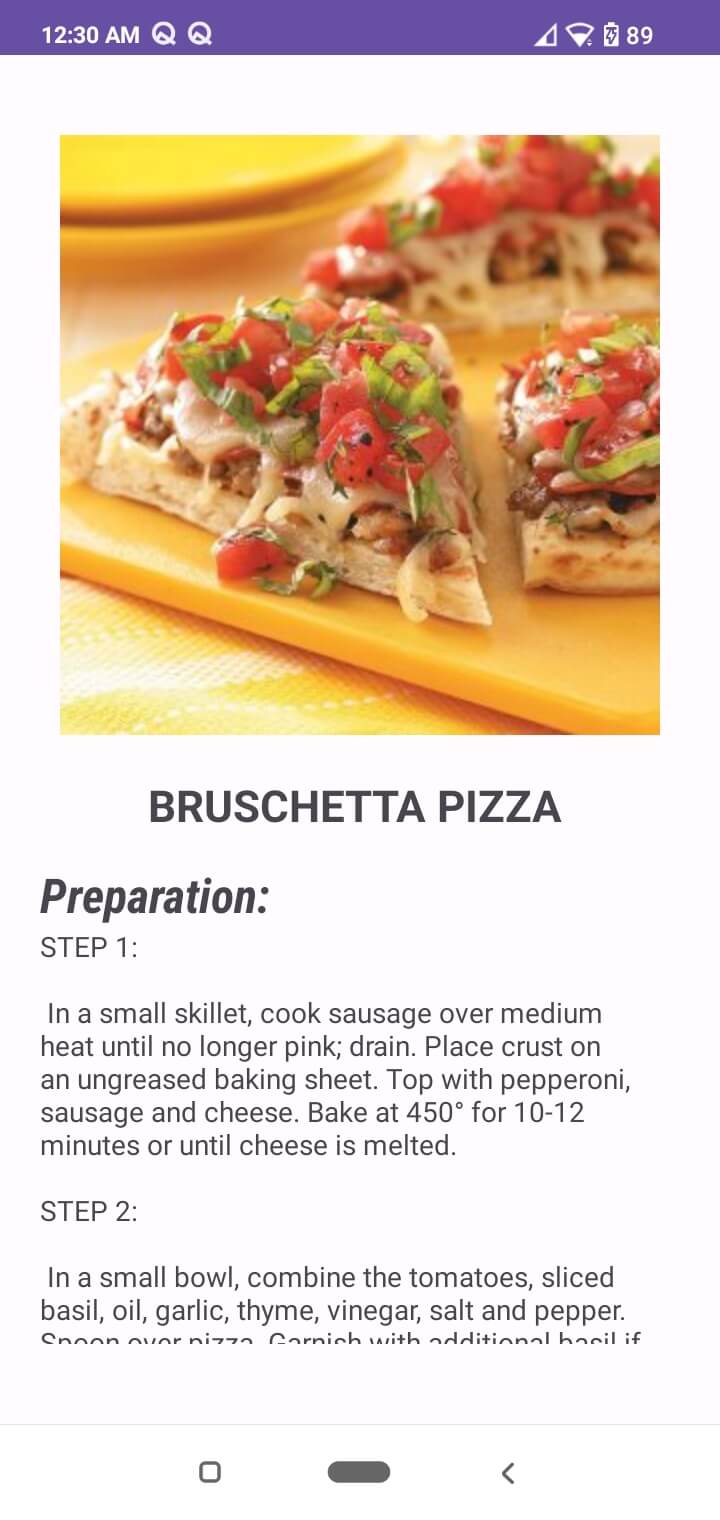 12:30 AM
89
BRUSCHETTA PIZZA
Preparation:
STEP 1:
In a small skillet, cook sausage over medium
heat until no longer pink; drain. Place crust on
an ungreased baking sheet. Top with pepperoni,
sausage and cheese. Bake at 450° for 10-12
minutes or until cheese is melted.
STEP 2:
In a small bowl, combine the tomatoes, sliced
basil, oil, garlic, thyme, vinegar, salt and pepper.
Spoon over pizza. Garnish with additional basil if